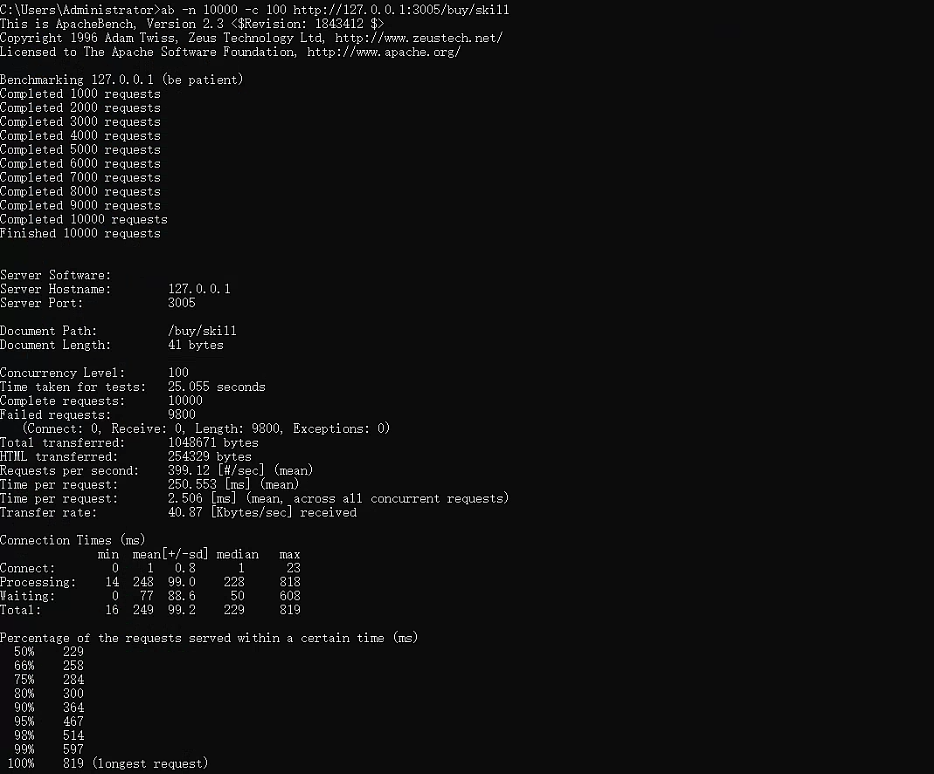 C:\Users\Administrator>ab -n 10000 -c 100 http://127.0.0.1:3005/buy/skill
This is ApacheBench, Version 2.3 <$Revision: 1843412 $>
Copyright 1996 Adam Twiss, Zeus Technology Ltd, http://www.zeustech.net/
Licensed to The Apache Software Foundation, http://www.apache.org/
Benchmarking 127.0.0.1 (be patient)
Completed 1000 requests
Completed 2000 requests
Completed 3000 requests
Completed 4000 requests
Completed 5000 requests
Completed 6000 requests
Completed 7000 requests
Completed 8000 requests
Completed 9000 requests
Completed 10000 requests
Finished 10000 requests
Server Software:
Server Hostname: 127.0.0.1
Server Port: 3005
Document Path: /buy/skill
Document Length: 41 bytes
Concurrency Level: 100
Time taken for tests: 25.055 seconds
Complete requests: 10000
Failed requests: 9800
(Connect: 0, Receive: 0, Length: 9800, Exceptions: 0)
Total transferred: 1048671 bytes
HTML transferred: 254329 bytes
Requests per second: 399.12 [#/sec] (mean)
Time per request: 250.553 [ms] (mean)
Time per request: 2.506 [ms] (mean, across all concurrent requests)
Transfer rate: 40.87 [Kbytes/sec] received
Connection Times (ms)
min mean[+/-sd] median max
Connect: 0 1 0.8 1 23
Processing: 14 248 99.0 228 818
Waiting: 0 77 88.6 50 608
Total: 16 249 99.2 229 819
Percentage of the requests served within a certain time (ms)
50% 229
66% 258
75% 284
80% 300
90% 364
95% 467
98% 514
99% 597
100% 819 (longest request)